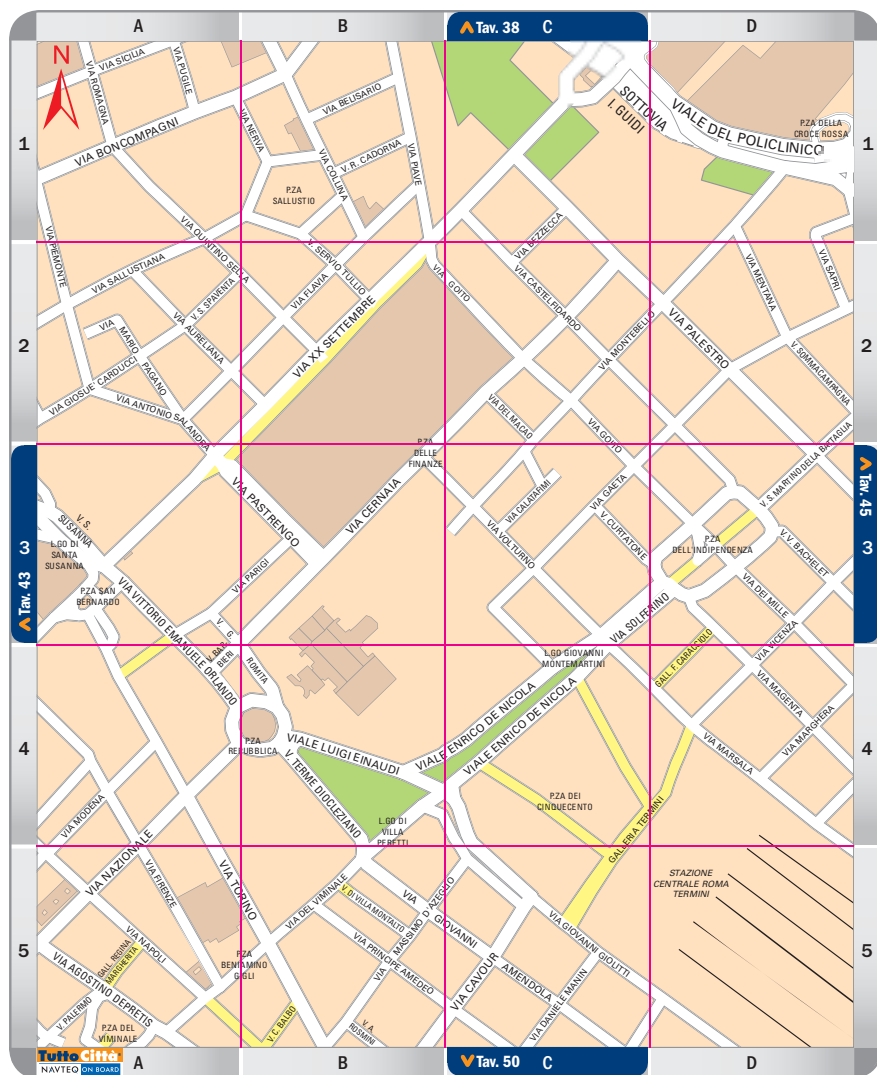 A
B
Tav. 38
C
D
N
VIA SICILIA
VIA PUGILE
VIA ROMAGNA
VIA BONCOMPAGNI
VIA NERVA
VIA BELISARIO
VIA COLLINA
V. R. CADORNA
VIA PIAVE
P.ZA
SALLUSTIO
SOTTOVIA
I. GUIDI
VIALE DEL POLICLINICO
P.ZA DELLA
CROCE ROSSA
1
1
VIA PIEMONTE
VIA QUINTINO SELLA
VIA SALLUSTIANA
V. S. SPAVENTA
VIA AURELIANA
V. SERVIO TULLIO
VIA FLAVIA
VIA XX SETTEMBRE
VIA GOITO
VIA BEZZECCA
VIA CASTELFIDARDO
VIA MONTEBELLO
VIA PALESTRO
VIA MENTANA
VIA SAPRI
V. SOMMACAMPAGNA
2
2
VIA
MARIO
PAGANO
VIA GIOSUE' CARDUCCI
VIA ANTONIO SALANDRA
VIA DEL MACAO
VIA GOITO
V. S. MARTINO DELLA BATTAGLIA
P.ZA
DELLE
FINANZE
VIA PASTRENGO
VIA CERNAIA
VIA CALATAFIMI
VIA GAETA
VIA VOLTURNO
V. CURTATONE
P.ZA
DELL'INDIPENDENZA
V.V. BACHELET
V. S.
SUSANNA
L.GO DI
SANTA
SUSANNA
Tav. 43
3
3
Tav. 45
P.ZA SAN
BERNARDO
VIA PARIGI
VIA VITTORIO EMANUELE ORLANDO
V. G.
ROMITA
V. BAR-
BIERI
VIA SOLFERINO
VIA DEI MILLE
VIA VICENZA
L.GO GIOVANNI
MONTEMARTINI
GALL. F. CARACCIOLO
VIA MAGENTA
VIA MARGHERA
VIA MARSALA
P.ZA
REPUBBLICA
VIALE LUIGI EINAUDI
VIALE ENRICO DE NICOLA
VIALE ENRICO DE NICOLA
V. TERME DIOCLEZIANO
4
4
P.ZA DEI
CINQUECENTO
L.GO DI
VILLA
PERETTI
GALLERIA TERMINI
VIA MODENA
VIA NAZIONALE
VIA FIRENZE
VIA TORINO
VIA DEL VIMINALE
V. DI VILLA MONTALTO
VIA
GIOVANNI
AMENDOLA
VIA
MASSIMO D'AZEGLIO
VIA PRINCIPE AMEDEO
VIA CAVOUR
VIA GIOVANNI GIOLITTI
VIA DANIELE MANIN
STAZIONE
CENTRALE ROMA
TERMINI
5
5
VIA NAPOLI
GALL. REGINA
MARGHERITA
VIA AGOSTINO DEPRETIS
V. PALERMO
P.ZA DEL
VIMINALE
P.ZA
BENIAMINO
GIGLI
V. C. BALBO
V. A.
ROSMINI
TuttoCittà
NAVTEQ ON BOARD
A
B
Tav. 50
C
D